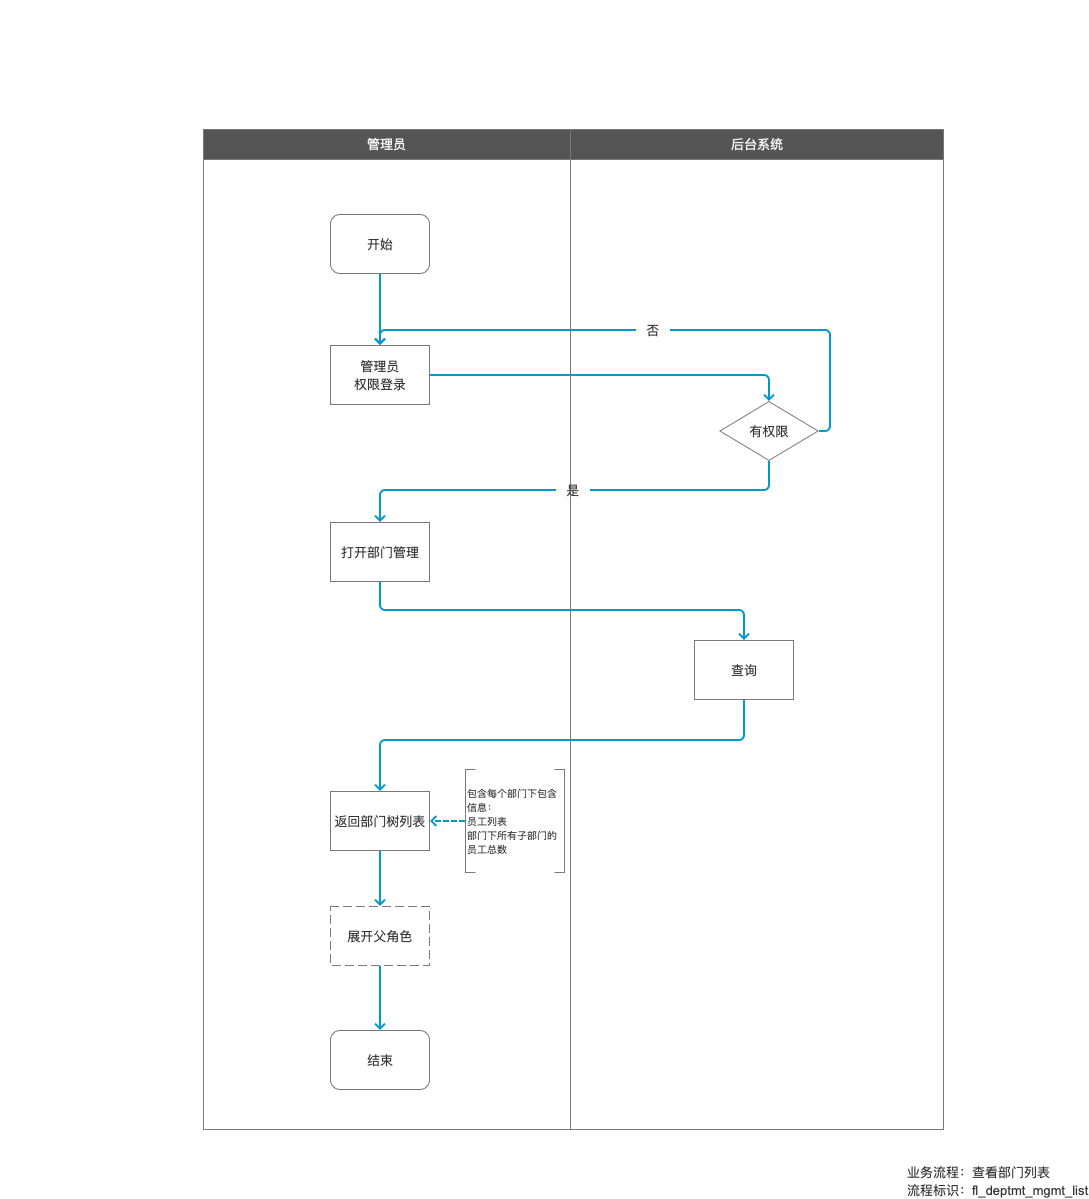 管理员
后台系统
开始
否
管理员
权限登录
有权限
是
打开部门管理
查询
包含每个部门下包含
信息：
员工列表
部门下所有子部门的
员工总数
返回部门树列表
展开父角色
结束
业务流程：查看部门列表
流程标识：fl_deptmt_mgmt_list